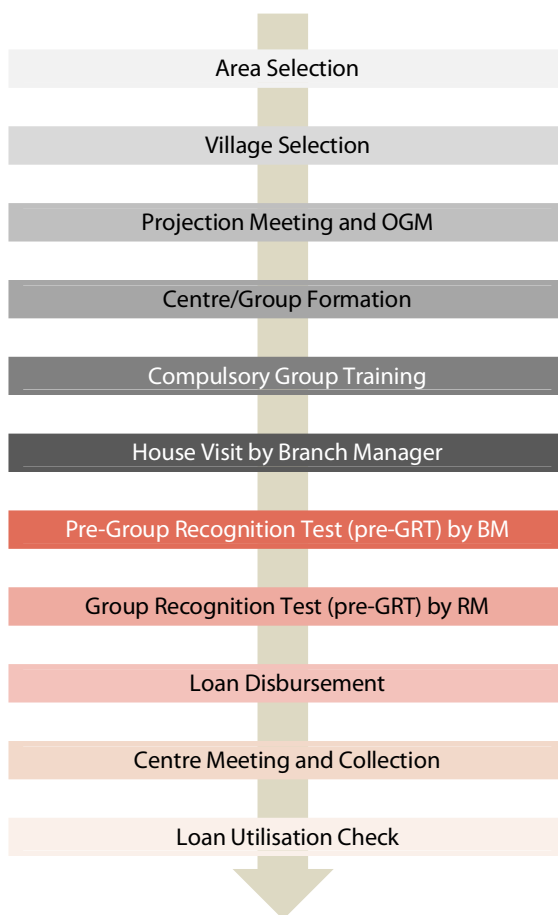 Area Selection
Village Selection
Projection Meeting and OGM
Centre/Group Formation
Compulsory Group Training
House Visit by Branch Manager
Pre-Group Recognition Test (pre-GRT) by BM
Group Recognition Test (pre-GRT) by RM
Loan Disbursement
Centre Meeting and Collection
Loan Utilisation Check